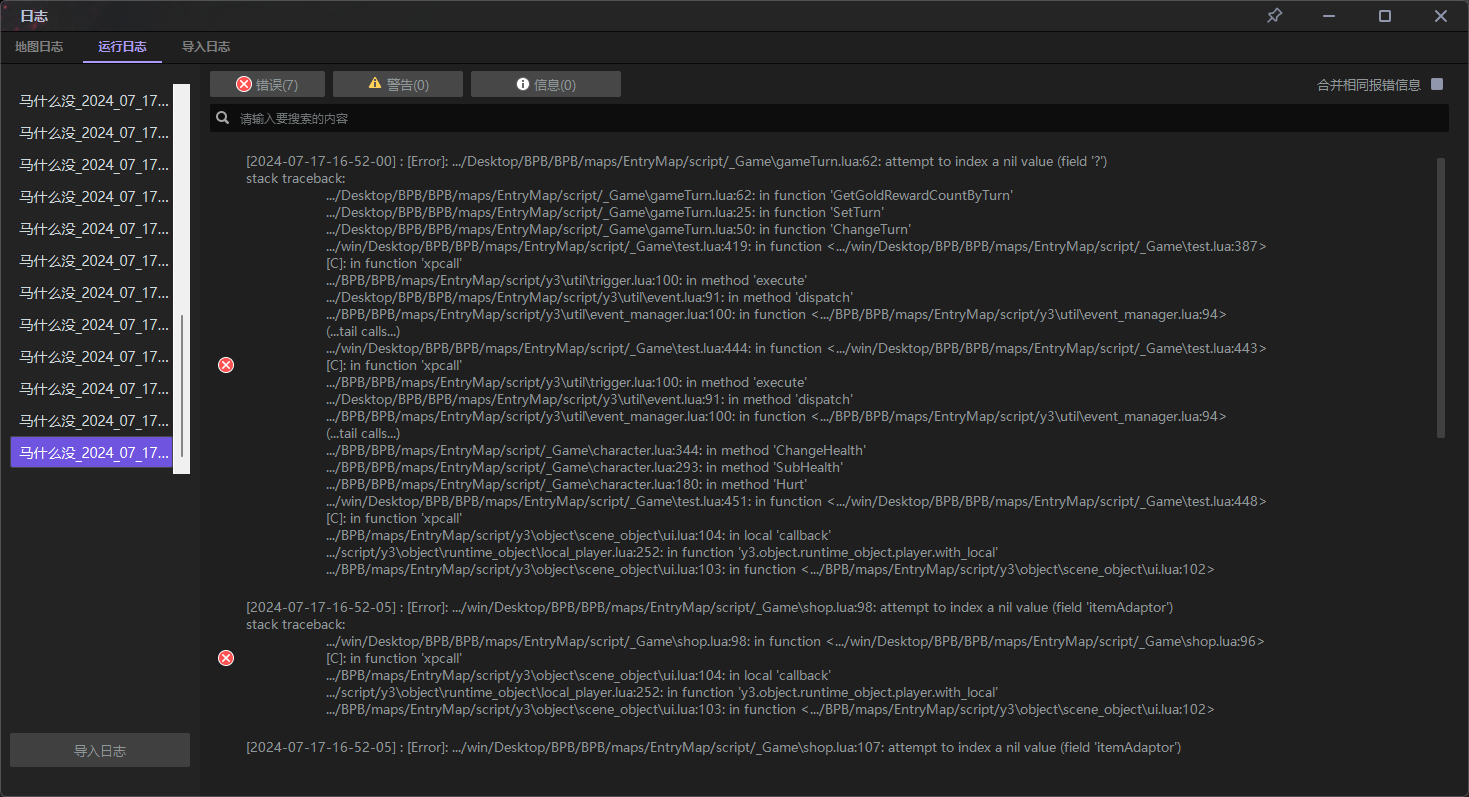 日志
地图日志 运行日志 导入日志
马什么没_2024_07_17...
马什么没_2024_07_17...
马什么没_2024_07_17...
马什么没_2024_07_17...
马什么没_2024_07_17...
马什么没_2024_07_17...
马什么没_2024_07_17...
马什么没_2024_07_17...
马什么没_2024_07_17...
马什么没_2024_07_17...
马什么没_2024_07_17...
马什么没_2024_07_17...
导入日志
错误(7) 警告(0) 信息(0) 合并相同报错信息
请输入要搜索的内容
[2024-07-17-16-52-00] : [Error]: .../Desktop/BPB/BPB/maps/EntryMap/script/_Game\gameTurn.lua:62: attempt to index a nil value (field '?')
stack traceback:
.../Desktop/BPB/BPB/maps/EntryMap/script/_Game\gameTurn.lua:62: in function 'GetGoldRewardCountByTurn'
.../Desktop/BPB/BPB/maps/EntryMap/script/_Game\gameTurn.lua:25: in function 'SetTurn'
.../Desktop/BPB/BPB/maps/EntryMap/script/_Game\gameTurn.lua:50: in function 'ChangeTurn'
.../win/Desktop/BPB/BPB/maps/EntryMap/script/_Game\test.lua:419: in function <.../win/Desktop/BPB/BPB/maps/EntryMap/script/_Game\test.lua:387>
[C]: in function 'xpcall'
.../BPB/BPB/maps/EntryMap/script/y3\util\trigger.lua:100: in method 'execute'
.../Desktop/BPB/BPB/maps/EntryMap/script/y3\util\event.lua:91: in method 'dispatch'
.../BPB/BPB/maps/EntryMap/script/y3\util\event_manager.lua:100: in function <.../BPB/BPB/maps/EntryMap/script/y3\util\event_manager.lua:94>
(...tail calls...)
.../win/Desktop/BPB/BPB/maps/EntryMap/script/_Game\test.lua:444: in function <.../win/Desktop/BPB/BPB/maps/EntryMap/script/_Game\test.lua:443>
[C]: in function 'xpcall'
.../BPB/BPB/maps/EntryMap/script/y3\util\trigger.lua:100: in method 'execute'
.../Desktop/BPB/BPB/maps/EntryMap/script/y3\util\event.lua:91: in method 'dispatch'
.../BPB/BPB/maps/EntryMap/script/y3\util\event_manager.lua:100: in function <.../BPB/BPB/maps/EntryMap/script/y3\util\event_manager.lua:94>
(...tail calls...)
.../BPB/BPB/maps/EntryMap/script/_Game\character.lua:344: in method 'ChangeHealth'
.../BPB/BPB/maps/EntryMap/script/_Game\character.lua:293: in method 'SubHealth'
.../BPB/BPB/maps/EntryMap/script/_Game\character.lua:180: in method 'Hurt'
.../win/Desktop/BPB/BPB/maps/EntryMap/script/_Game\test.lua:451: in function <.../win/Desktop/BPB/BPB/maps/EntryMap/script/_Game\test.lua:448>
[C]: in function 'xpcall'
.../BPB/maps/EntryMap/script/y3\object\scene_object\ui.lua:104: in local 'callback'
.../script/y3\object\runtime_object\local_player.lua:252: in function 'y3.object.runtime_object.player.with_local'
.../BPB/maps/EntryMap/script/y3\object\scene_object\ui.lua:103: in function <.../BPB/maps/EntryMap/script/y3\object\scene_object\ui.lua:102>
[2024-07-17-16-52-05] : [Error]: .../win/Desktop/BPB/BPB/maps/EntryMap/script/_Game\shop.lua:98: attempt to index a nil value (field 'itemAdaptor')
stack traceback:
.../win/Desktop/BPB/BPB/maps/EntryMap/script/_Game\shop.lua:98: in function <.../win/Desktop/BPB/BPB/maps/EntryMap/script/_Game\shop.lua:96>
[C]: in function 'xpcall'
.../BPB/maps/EntryMap/script/y3\object\scene_object\ui.lua:104: in local 'callback'
.../script/y3\object\runtime_object\local_player.lua:252: in function 'y3.object.runtime_object.player.with_local'
.../BPB/maps/EntryMap/script/y3\object\scene_object\ui.lua:103: in function <.../BPB/maps/EntryMap/script/y3\object\scene_object\ui.lua:102>
[2024-07-17-16-52-05] : [Error]: .../win/Desktop/BPB/BPB/maps/EntryMap/script/_Game\shop.lua:107: attempt to index a nil value (field 'itemAdaptor')